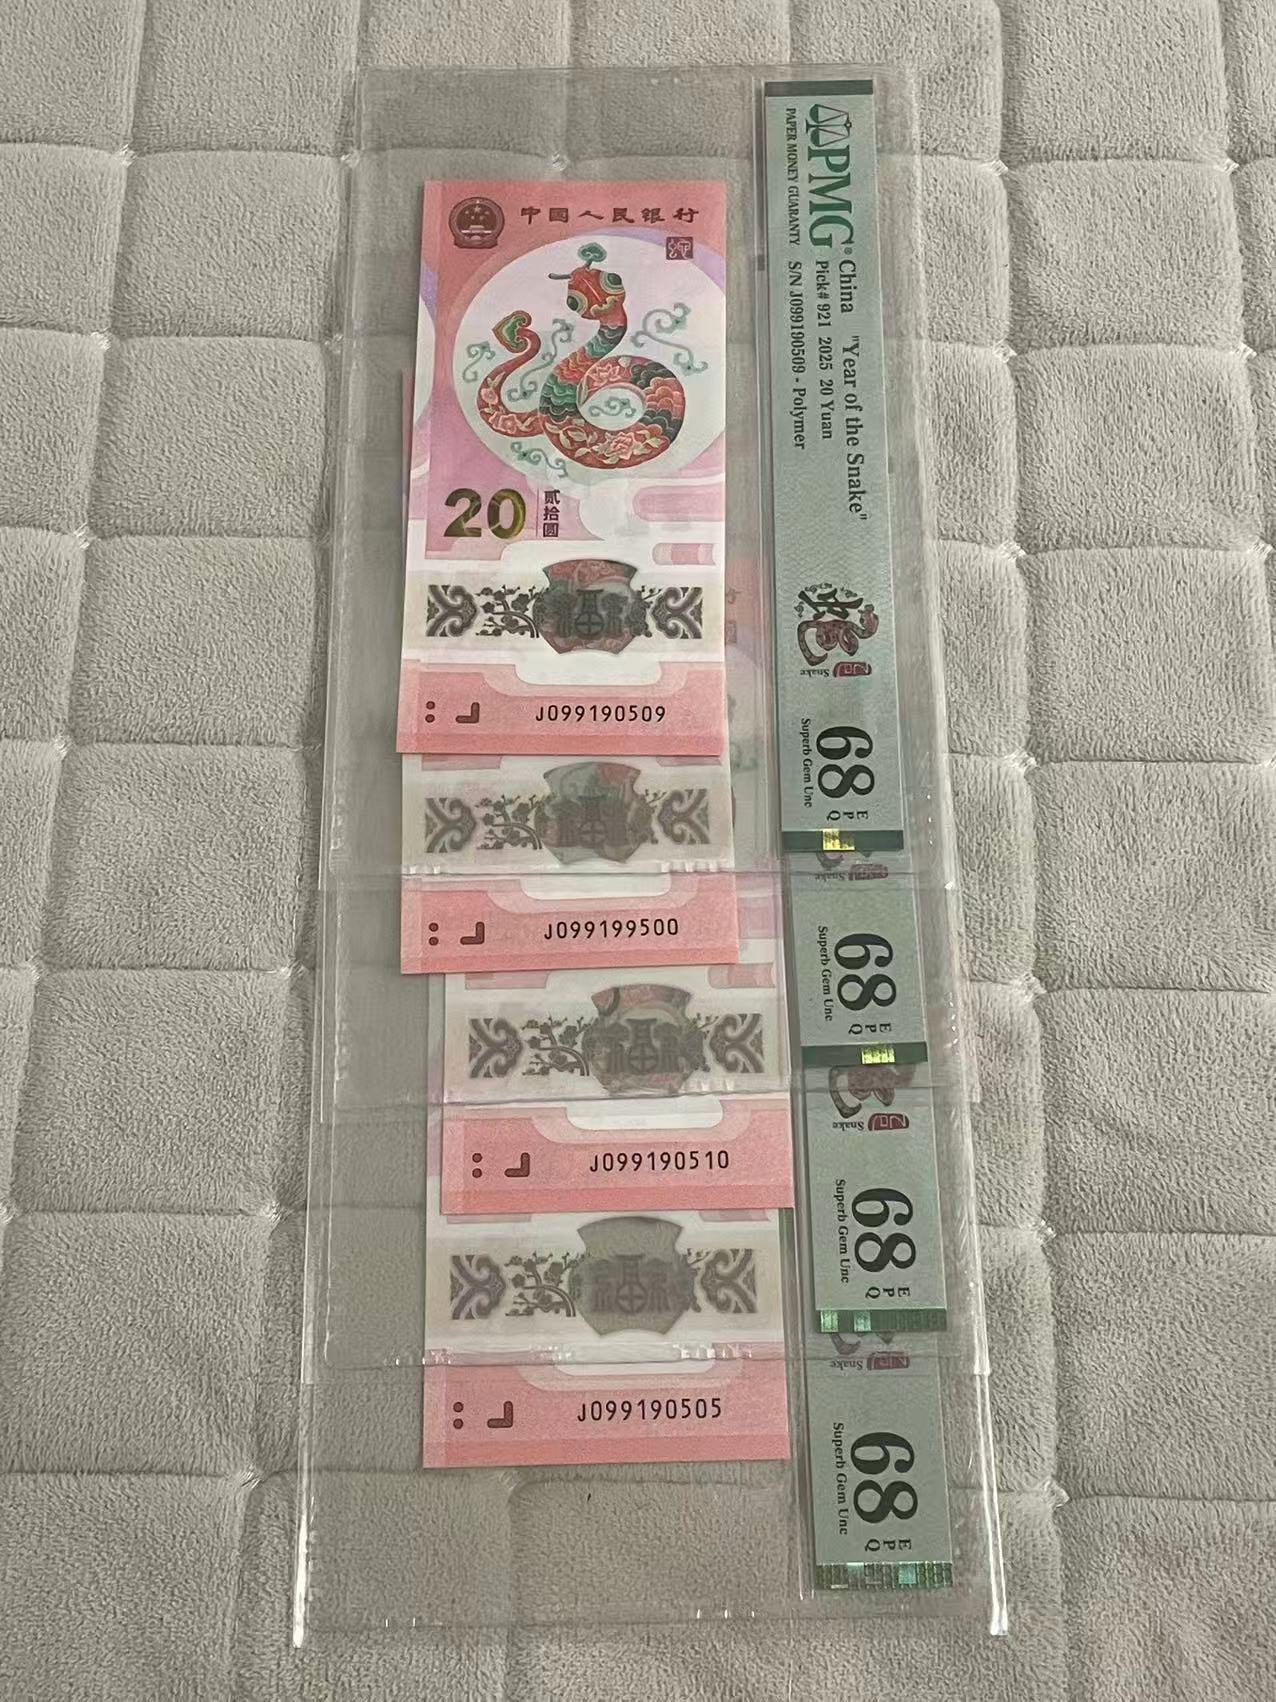 中国人民银行
20
贰拾圆
J099190509
J099199500
J099190510
J099190505
PMG®
PAPER MONEY GUARANTY
China "Year of the Snake"
Pick# 921 2025 20 Yuan
S/N J099190509 - Polymer
Snake
68 EPQ
Superb Gem Unc
Snake
68 EPQ
Superb Gem Unc
Snake
68 EPQ
Superb Gem Unc
Snake
68 EPQ
Superb Gem Unc